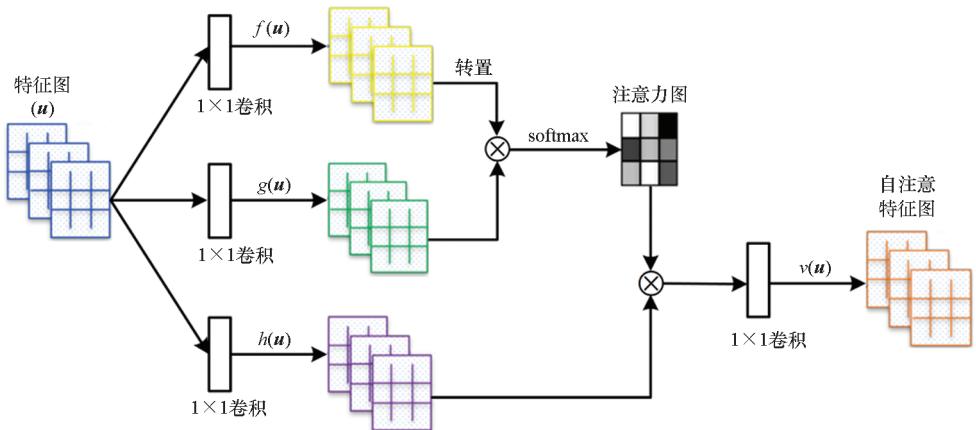 特征图
(u)
f(u)
1×1卷积
转置
g(u)
1×1卷积
softmax
注意力图
h(u)
1×1卷积
1×1卷积
v(u)
自注意
特征图